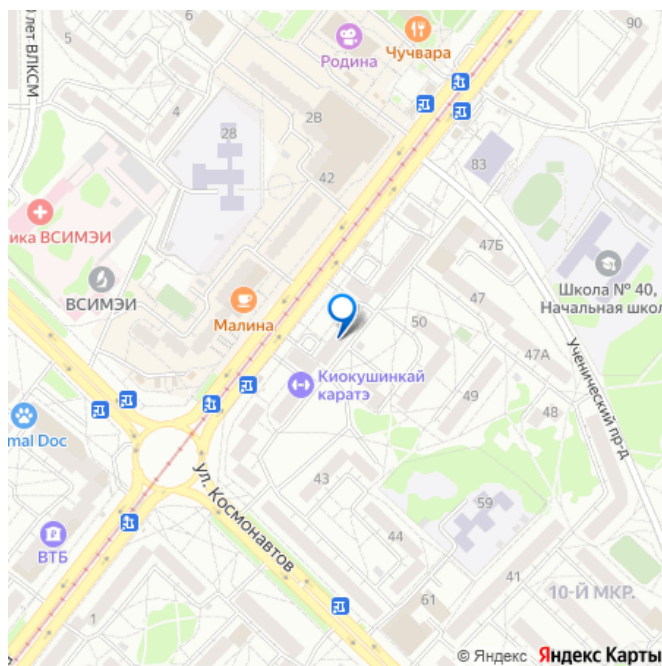 0 лет ВЛКСМ
5
6
Родина
Чучвара
90
4
28
2В
42
83
ика ВСИМЭИ
ВСИМЭИ
Малина
47Б
47
Школа № 40,
Начальная школ
50
47А
Ученический пр-д
Киокушинкай
каратэ
49
48
mal Doc
43
ул. Космонавтов
59
ВТБ
44
41
10-Й МКР.
1
61
© Яндекс Яндекс Карты